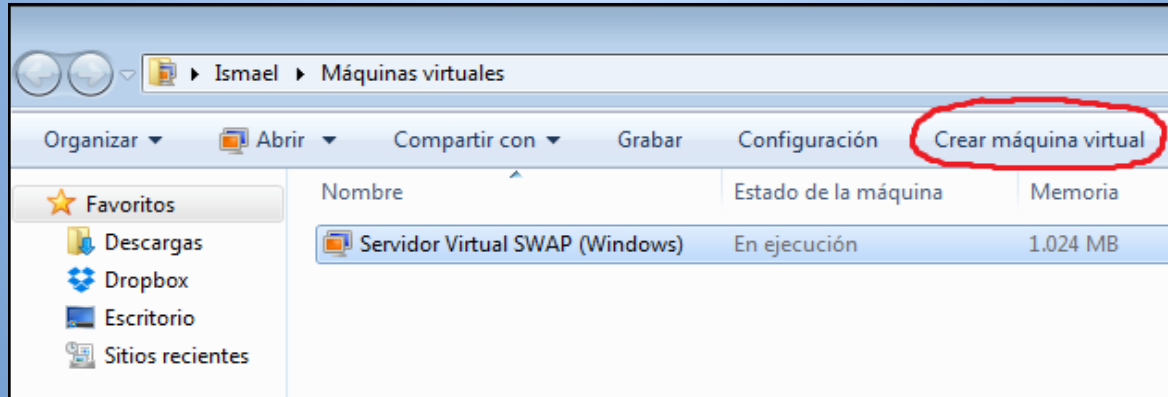 Ismael Máquinas virtuales
Organizar Abrir Compartir con Grabar Configuración Crear máquina virtual
Favoritos
Descargas
Dropbox
Escritorio
Sitios recientes
Nombre Estado de la máquina Memoria
Servidor Virtual SWAP (Windows) En ejecución 1.024 MB